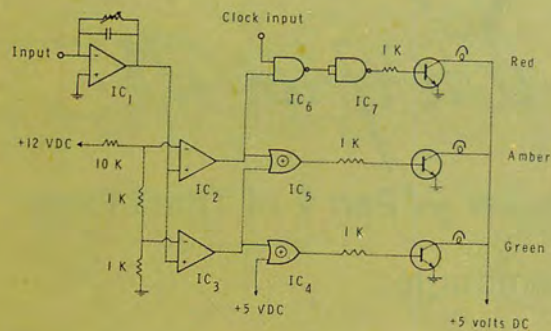 Clock input
Input
1 K
Red
IC1
IC6
IC7
+12 VDC
10 K
1 K
Amber
IC2
IC5
1 K
1 K
Green
1 K
IC3
IC4
+5 VDC
+5 volts DC